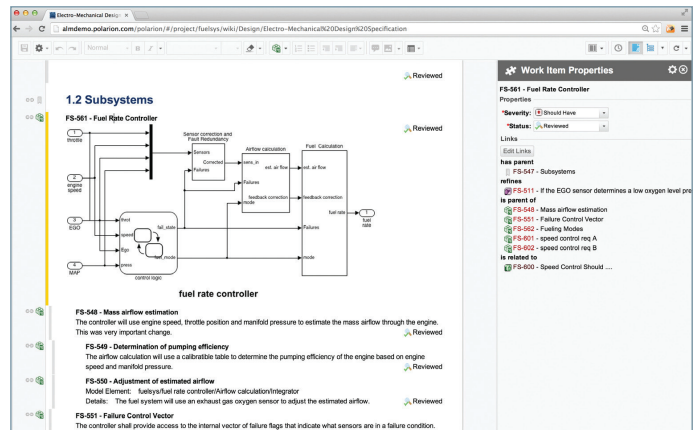 Electro-Mechanical Design
almdemo.polarion.com/polarion/#/project/fuelsys/wiki/Design/Electro-Mechanical%20Design%20Specification
Normal
Reviewed
1.2 Subsystems
FS-561 - Fuel Rate Controller
Reviewed
1
throttle
2
engine
speed
3
EGO
4
MAP
Sensor correction and
Fault Redundancy
Sensors
Corrected
Failures
Airflow calculation
sens_in
est. air flow
Failures
feedback correction
mode
Fuel Calculation
est. air flow
feedback correction
fuel rate
Failures
mode
1
fuel
rate
throt
fail_state
speed
Ego
fuel_mode
press
control logic
fuel rate controller
FS-548 - Mass airflow estimation
The controller will use engine speed, throttle position and manifold pressure to estimate the mass airflow through the engine.
This was very important change.
Reviewed
FS-549 - Determination of pumping efficiency
The airflow calculation will use a calibratible table to determine the pumping efficiency of the engine based on engine
speed and manifold pressure.
Reviewed
FS-550 - Adjustment of estimated airflow
Model Element: fuelsys/fuel rate controller/Airflow calculation/Integrator
Details: The fuel system will use an exhaust gas oxygen sensor to adjust the estimated airflow.
Reviewed
FS-551 - Failure Control Vector
The controller shall provide access to the internal vector of failure flags that indicate what sensors are in a failure condition.
Work Item Properties
FS-561 - Fuel Rate Controller
Properties
*Severity: Should Have
*Status: Reviewed
Links
Edit Links
has parent
FS-547 - Subsystems
refines
FS-511 - If the EGO sensor determines a low oxygen level pre
is parent of
FS-548 - Mass airflow estimation
FS-551 - Failure Control Vector
FS-562 - Fueling Modes
FS-601 - speed control req A
FS-602 - speed control req B
is related to
FS-600 - Speed Control Should ....